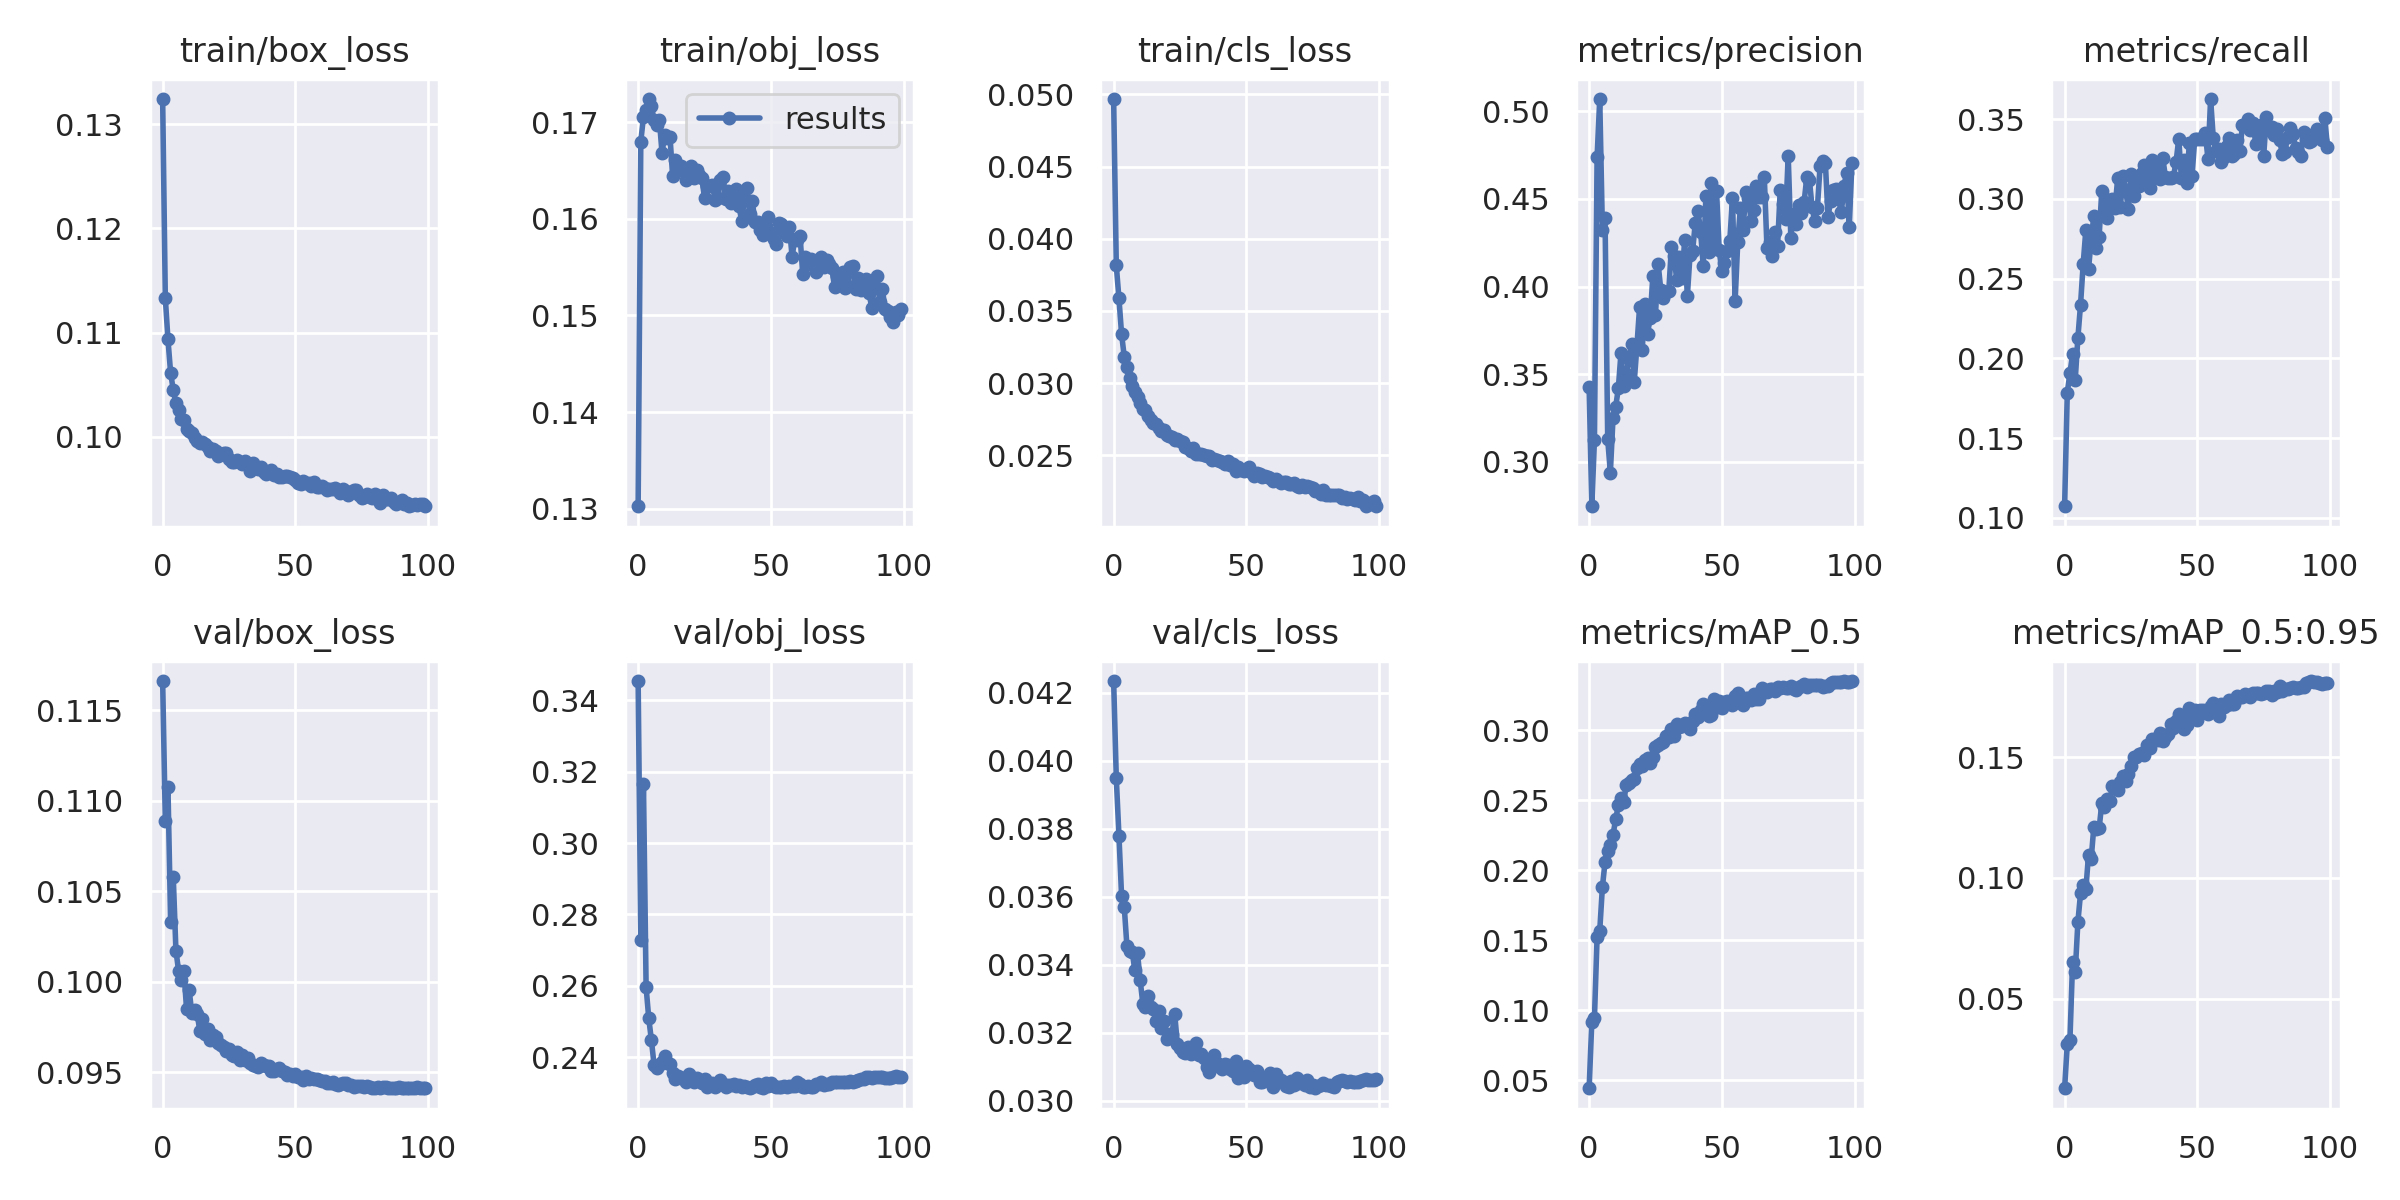 train/box_loss
0.13
0.12
0.11
0.10
0 50 100
train/obj_loss
results
0.17
0.16
0.15
0.14
0.13
0 50 100
train/cls_loss
0.050
0.045
0.040
0.035
0.030
0.025
0 50 100
metrics/precision
0.50
0.45
0.40
0.35
0.30
0 50 100
metrics/recall
0.35
0.30
0.25
0.20
0.15
0.10
0 50 100
val/box_loss
0.115
0.110
0.105
0.100
0.095
0 50 100
val/obj_loss
0.34
0.32
0.30
0.28
0.26
0.24
0 50 100
val/cls_loss
0.042
0.040
0.038
0.036
0.034
0.032
0.030
0 50 100
metrics/mAP_0.5
0.30
0.25
0.20
0.15
0.10
0.05
0 50 100
metrics/mAP_0.5:0.95
0.15
0.10
0.05
0 50 100